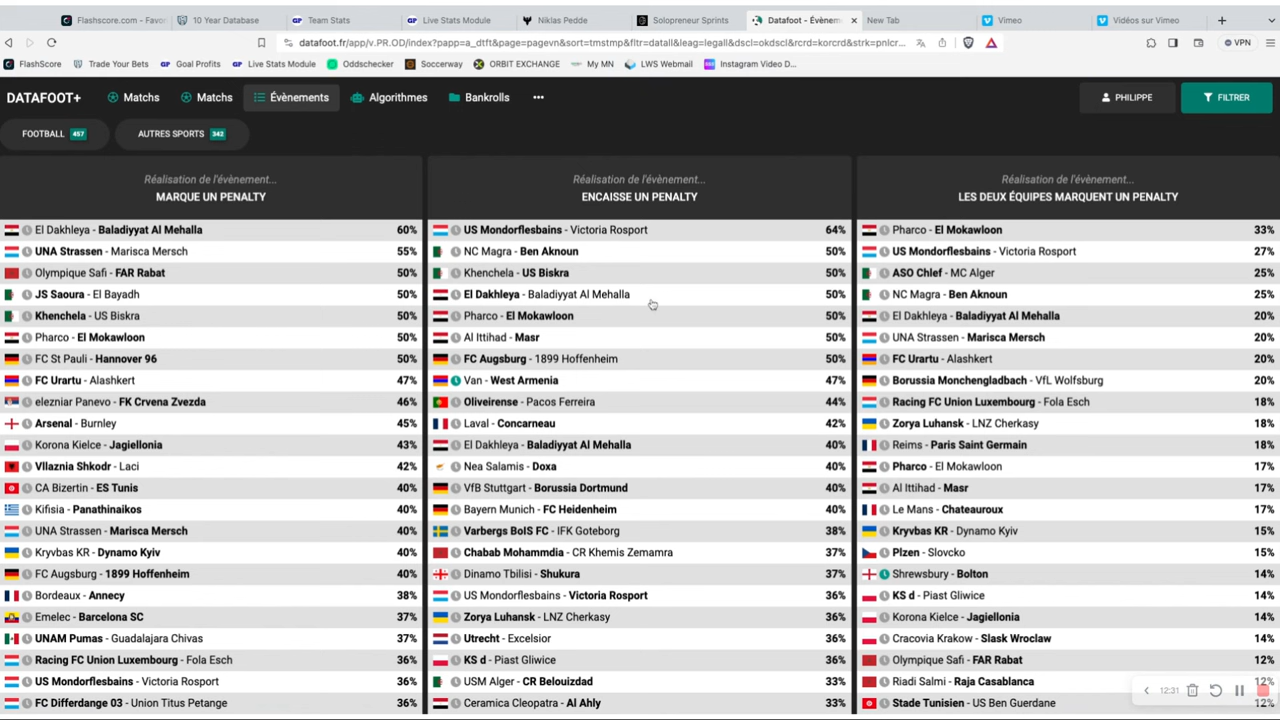 Flashscore.com - Favor
10 Year Database
Team Stats
Live Stats Module
Niklas Pedde
Solopreneur Sprints
Datafoot - Évènem
New Tab
Vimeo
Vidéos sur Vimeo
datafoot.fr/app/v.PR.OD/index?papp=a_dtft&page=pagevn&sort=tmstmp&fltr=datall&leag=legall&dscl=okdscl&rcrd=korcrd&strk=pnlcr...
VPN
FlashScore
Trade Your Bets
Goal Profits
Live Stats Module
Oddschecker
Soccerway
ORBIT EXCHANGE
My MN
LWS Webmail
Instagram Video D...
DATAFOOT+
Matchs
Matchs
Évènements
Algorithmes
Bankrolls
PHILIPPE
FILTRER
FOOTBALL 457
AUTRES SPORTS 342
Réalisation de l'évènement...
MARQUE UN PENALTY
El Dakhleya - Baladiyyat Al Mehalla 60%
UNA Strassen - Marisca Mersch 55%
Olympique Safi - FAR Rabat 50%
JS Saoura - El Bayadh 50%
Khenchela - US Biskra 50%
Pharco - El Mokawloon 50%
FC St Pauli - Hannover 96 50%
FC Urartu - Alashkert 47%
elezniar Panevo - FK Crvena Zvezda 46%
Arsenal - Burnley 45%
Korona Kielce - Jagiellonia 43%
Vllaznia Shkodr - Laci 42%
CA Bizertin - ES Tunis 40%
Kifisia - Panathinaikos 40%
UNA Strassen - Marisca Mersch 40%
Kryvbas KR - Dynamo Kyiv 40%
FC Augsburg - 1899 Hoffenheim 40%
Bordeaux - Annecy 38%
Emelec - Barcelona SC 37%
UNAM Pumas - Guadalajara Chivas 37%
Racing FC Union Luxembourg - Fola Esch 36%
US Mondorflesbains - Victoria Rosport 36%
FC Differdange 03 - Union Titus Petange 36%
Réalisation de l'évènement...
ENCAISSE UN PENALTY
US Mondorflesbains - Victoria Rosport 64%
NC Magra - Ben Aknoun 50%
Khenchela - US Biskra 50%
El Dakhleya - Baladiyyat Al Mehalla 50%
Pharco - El Mokawloon 50%
Al Ittihad - Masr 50%
FC Augsburg - 1899 Hoffenheim 50%
Van - West Armenia 47%
Oliveirense - Pacos Ferreira 44%
Laval - Concarneau 42%
El Dakhleya - Baladiyyat Al Mehalla 40%
Nea Salamis - Doxa 40%
VfB Stuttgart - Borussia Dortmund 40%
Bayern Munich - FC Heidenheim 40%
Varbergs BoIS FC - IFK Goteborg 38%
Chabab Mohammdia - CR Khemis Zemamra 37%
Dinamo Tbilisi - Shukura 37%
US Mondorflesbains - Victoria Rosport 36%
Zorya Luhansk - LNZ Cherkasy 36%
Utrecht - Excelsior 36%
KS d - Piast Gliwice 36%
USM Alger - CR Belouizdad 33%
Ceramica Cleopatra - Al Ahly 33%
Réalisation de l'évènement...
LES DEUX ÉQUIPES MARQUENT UN PENALTY
Pharco - El Mokawloon 33%
US Mondorflesbains - Victoria Rosport 27%
ASO Chlef - MC Alger 25%
NC Magra - Ben Aknoun 25%
El Dakhleya - Baladiyyat Al Mehalla 20%
UNA Strassen - Marisca Mersch 20%
FC Urartu - Alashkert 20%
Borussia Monchengladbach - VfL Wolfsburg 20%
Racing FC Union Luxembourg - Fola Esch 18%
Zorya Luhansk - LNZ Cherkasy 18%
Reims - Paris Saint Germain 18%
Pharco - El Mokawloon 17%
Al Ittihad - Masr 17%
Le Mans - Chateauroux 17%
Kryvbas KR - Dynamo Kyiv 15%
Plzen - Slovcko 15%
Shrewsbury - Bolton 14%
KS d - Piast Gliwice 14%
Korona Kielce - Jagiellonia 14%
Cracovia Krakow - Slask Wroclaw 14%
Olympique Safi - FAR Rabat 12%
Riadi Salmi - Raja Casablanca 12%
Stade Tunisien - US Ben Guerdane 12%
12:31